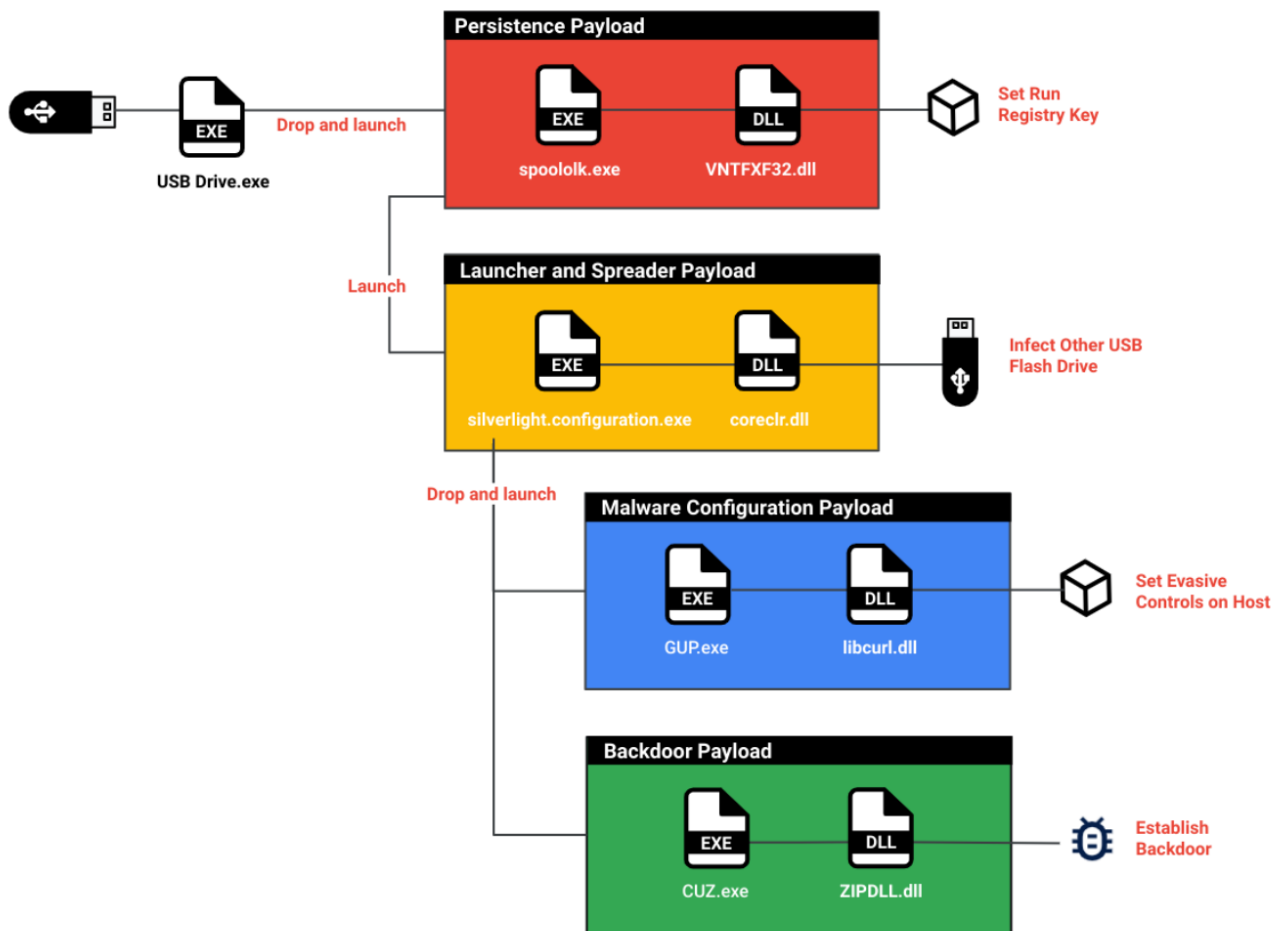 Persistence Payload
EXE
USB Drive.exe
Drop and launch
EXE
spoololk.exe
DLL
VNTFXF32.dll
Set Run
Registry Key
Launch
Launcher and Spreader Payload
EXE
silverlight.configuration.exe
DLL
coreclr.dll
Infect Other USB
Flash Drive
Drop and launch
Malware Configuration Payload
EXE
GUP.exe
DLL
libcurl.dll
Set Evasive
Controls on Host
Backdoor Payload
EXE
CUZ.exe
DLL
ZIPDLL.dll
Establish
Backdoor